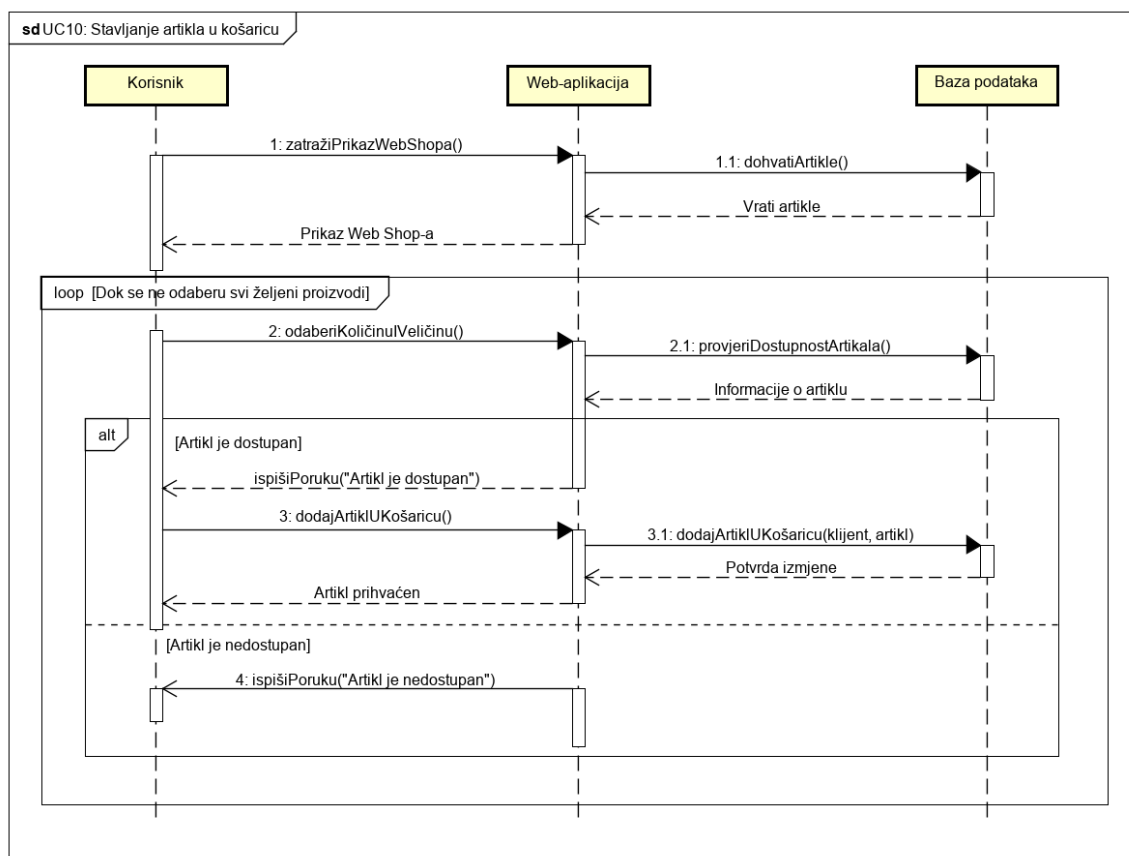 sd UC10: Stavljanje artikla u košaricu
Korisnik
Web-aplikacija
Baza podataka
1: zatražiPrikazWebShopa()
1.1: dohvatiArtikle()
Vrati artikle
Prikaz Web Shop-a
loop [Dok se ne odaberu svi željeni proizvodi]
2: odaberiKoličinuIVeličinu()
2.1: provjeriDostupnostArtikala()
Informacije o artiklu
alt
[Artikl je dostupan]
ispišiPoruku("Artikl je dostupan")
3: dodajArtiklUKošaricu()
3.1: dodajArtiklUKošaricu(klijent, artikl)
Potvrda izmjene
Artikl prihvaćen
[Artikl je nedostupan]
4: ispišiPoruku("Artikl je nedostupan")